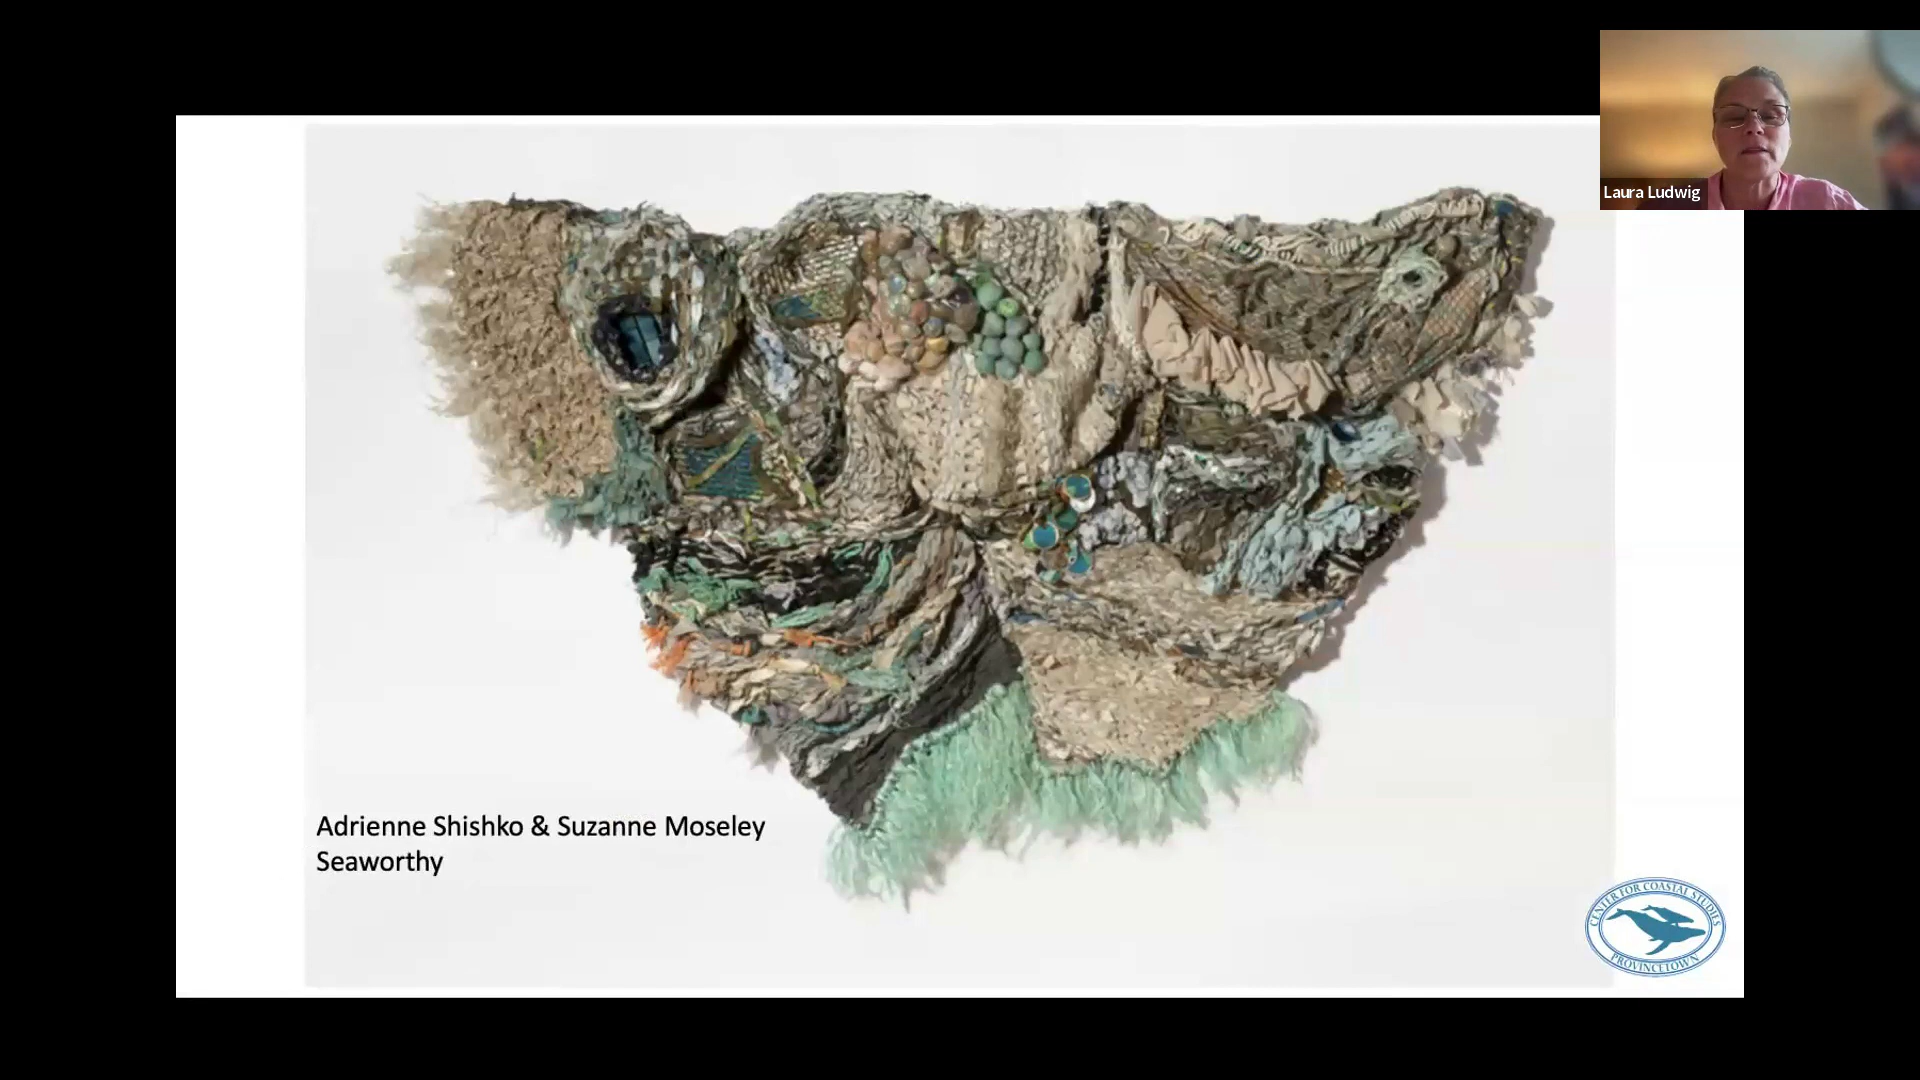 Laura Ludwig
Adrienne Shishko & Suzanne Moseley
Seaworthy
CENTER FOR COASTAL STUDIES
PROVINCETOWN